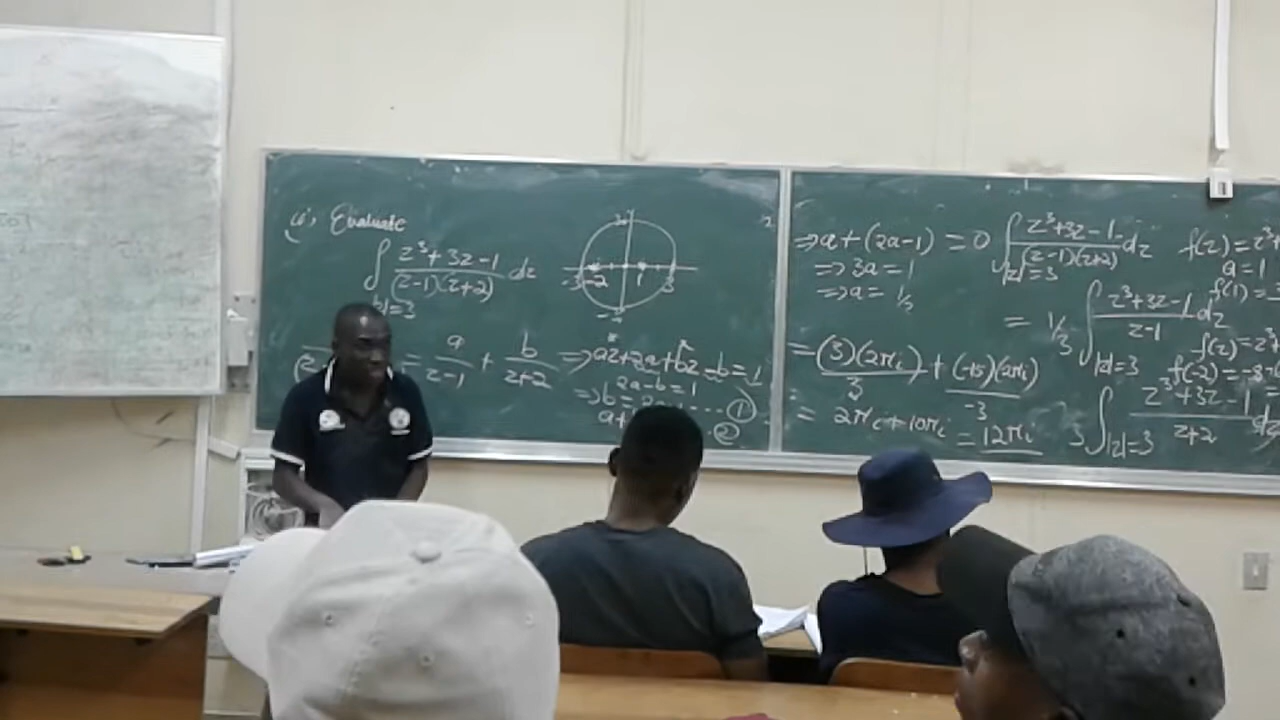 Evaluate
∫ z³+3z-1 / (z-1)(z+2) dz
|z|=3
-3 -2 1 3
= a/z-1 + b/z+2 ⇒ az+2a+bz-b=1
2a-b=1
⇒b=2a ..... ①
②
⇒a+(2a-1)=0
⇒3a=1
⇒a=1/3
= (3)(2πi)/3 + (-15)(2πi)/-3
= 2πi+10πi = 12πi
∫ z³+3z-1 / (z-1)(z+2) dz
|z|=3
= 1/3 ∫ z³+3z-1 / z-1 dz
|z|=3
∫ z³+3z-1 / z+2 dz
|z|=3
f(z)=z³+
a=1
f(1)=3
f(z)=z³
f(-2)=-8-6